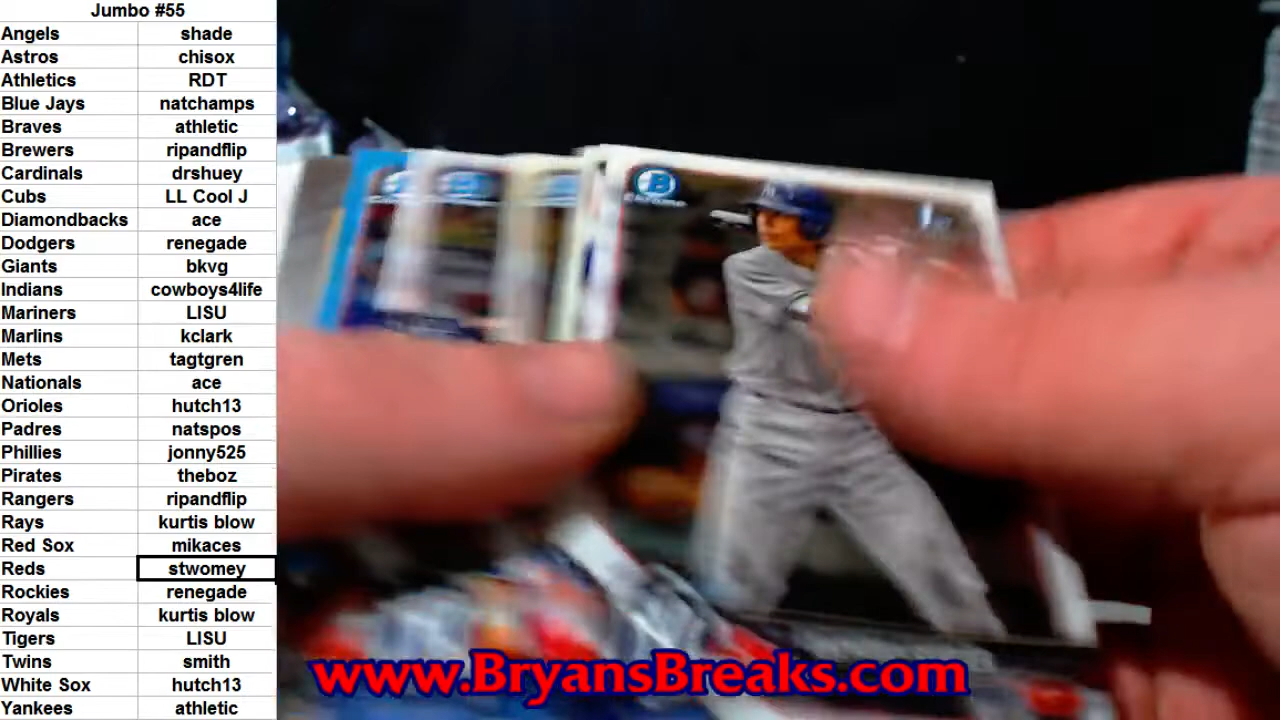 Jumbo #55
Angels shade
Astros chisox
Athletics RDT
Blue Jays natchamps
Braves athletic
Brewers ripandflip
Cardinals drshuey
Cubs LL Cool J
Diamondbacks ace
Dodgers renegade
Giants bkvg
Indians cowboys4life
Mariners LISU
Marlins kclark
Mets tagtgren
Nationals ace
Orioles hutch13
Padres natspos
Phillies jonny525
Pirates theboz
Rangers ripandflip
Rays kurtis blow
Red Sox mikaces
Reds stwomey
Rockies renegade
Royals kurtis blow
Tigers LISU
Twins smith
White Sox hutch13
Yankees athletic
B
www.BryansBreaks.com